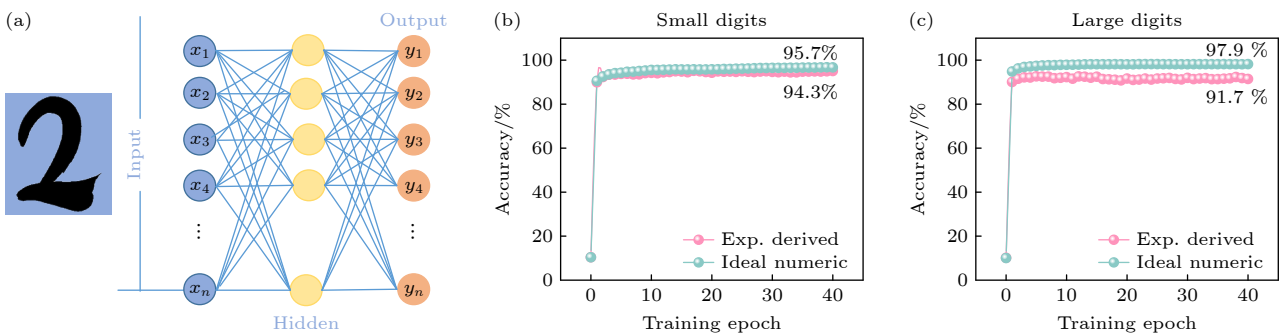 (a)
Output
Input
2
x1
x2
x3
x4
⋮
xn
y1
y2
y3
y4
⋮
yn
Hidden
(b)
Small digits
Accuracy/%
100
80
60
40
20
0
95.7%
94.3%
Exp. derived
Ideal numeric
0 10 20 30 40
Training epoch
(c)
Large digits
Accuracy/%
100
80
60
40
20
0
97.9 %
91.7 %
Exp. derived
Ideal numeric
0 10 20 30 40
Training epoch